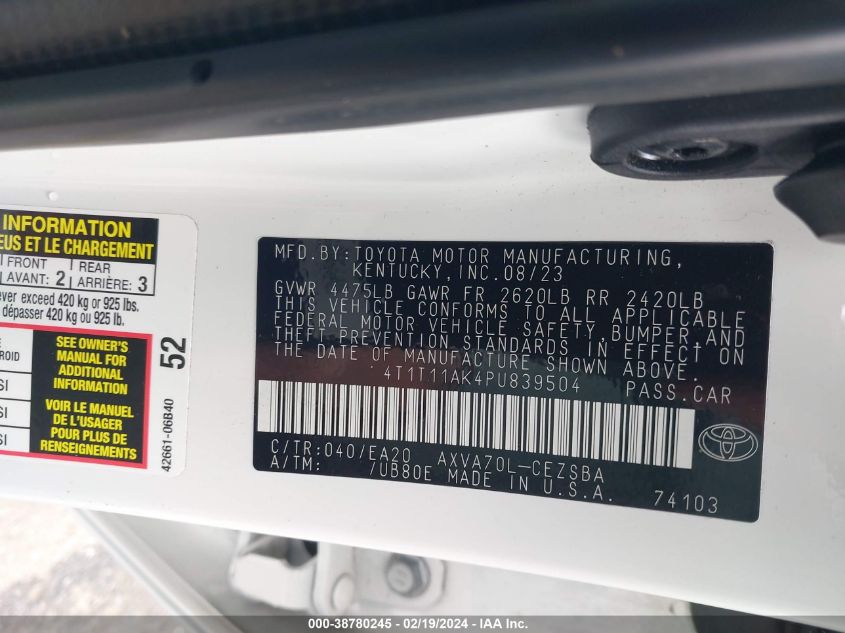 INFORMATION
EUS ET LE CHARGEMENT
FRONT
AVANT: 2
REAR
ARRIÈRE: 3
ever exceed 420 kg or 925 lbs.
dépasser 420 kg ou 925 lb.
SEE OWNER'S
MANUAL FOR
ADDITIONAL
INFORMATION
VOIR LE MANUEL
DE L'USAGER
POUR PLUS DE
RENSEIGNEMENTS
52
42661-06B40
MFD.BY:TOYOTA MOTOR MANUFACTURING,
KENTUCKY,INC.08/23
GVWR 4475LB GAWR FR 2620LB RR 2420LB
THIS VEHICLE CONFORMS TO ALL APPLICABLE
FEDERAL MOTOR VEHICLE SAFETY, BUMPER, AND
THEFT PREVENTION STANDARDS IN EFFECT ON
THE DATE OF MANUFACTURE SHOWN ABOVE.
4T1T11AK4PU839504 PASS.CAR
C/TR:040/EA20 AXVA70L-CEZSBA
A/TM: /UB80E MADE IN U.S.A.
74103
TOYOTA
000-38780245 - 02/19/2024 - IAA Inc.